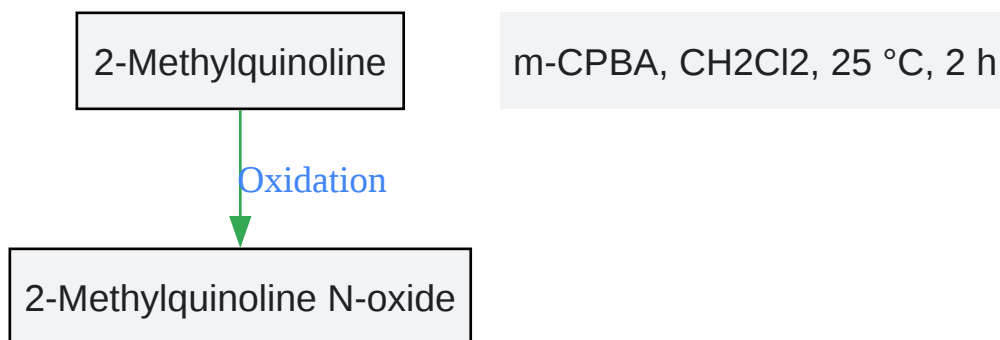 2-Methylquinoline
m-CPBA, CH2Cl2, 25 °C, 2 h
Oxidation
2-Methylquinoline N-oxide